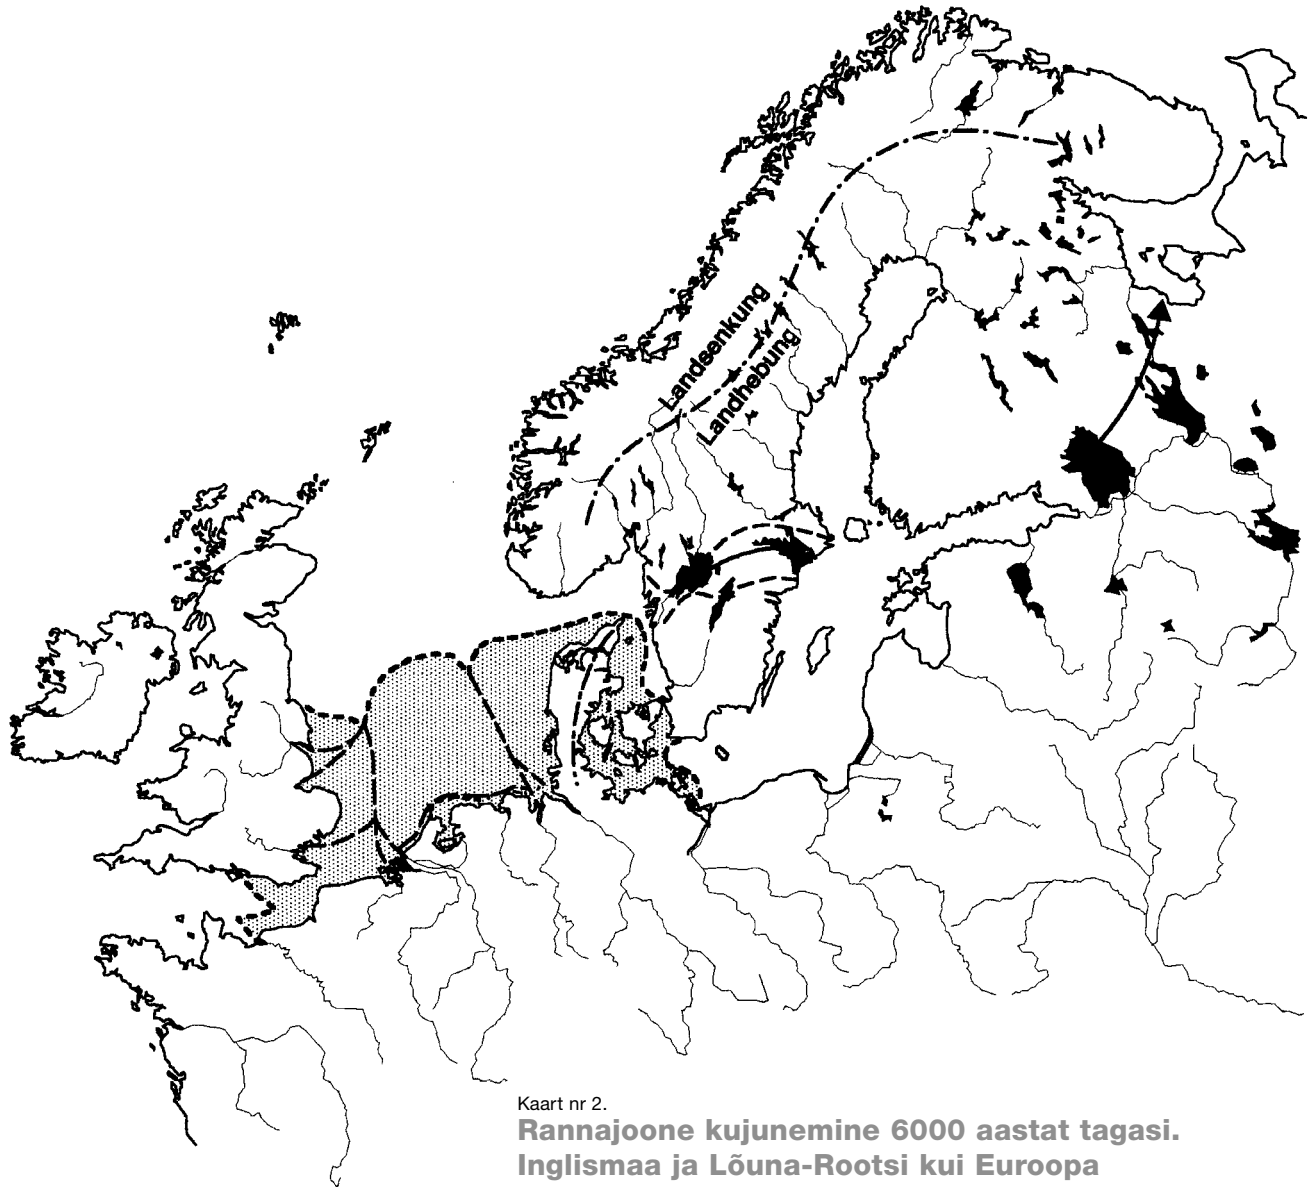 Landsenkung
Landhebung
Kaart nr 2.
Rannajoone kujunemine 6000 aastat tagasi.
Inglismaa ja Lõuna-Rootsi kui Euroopa